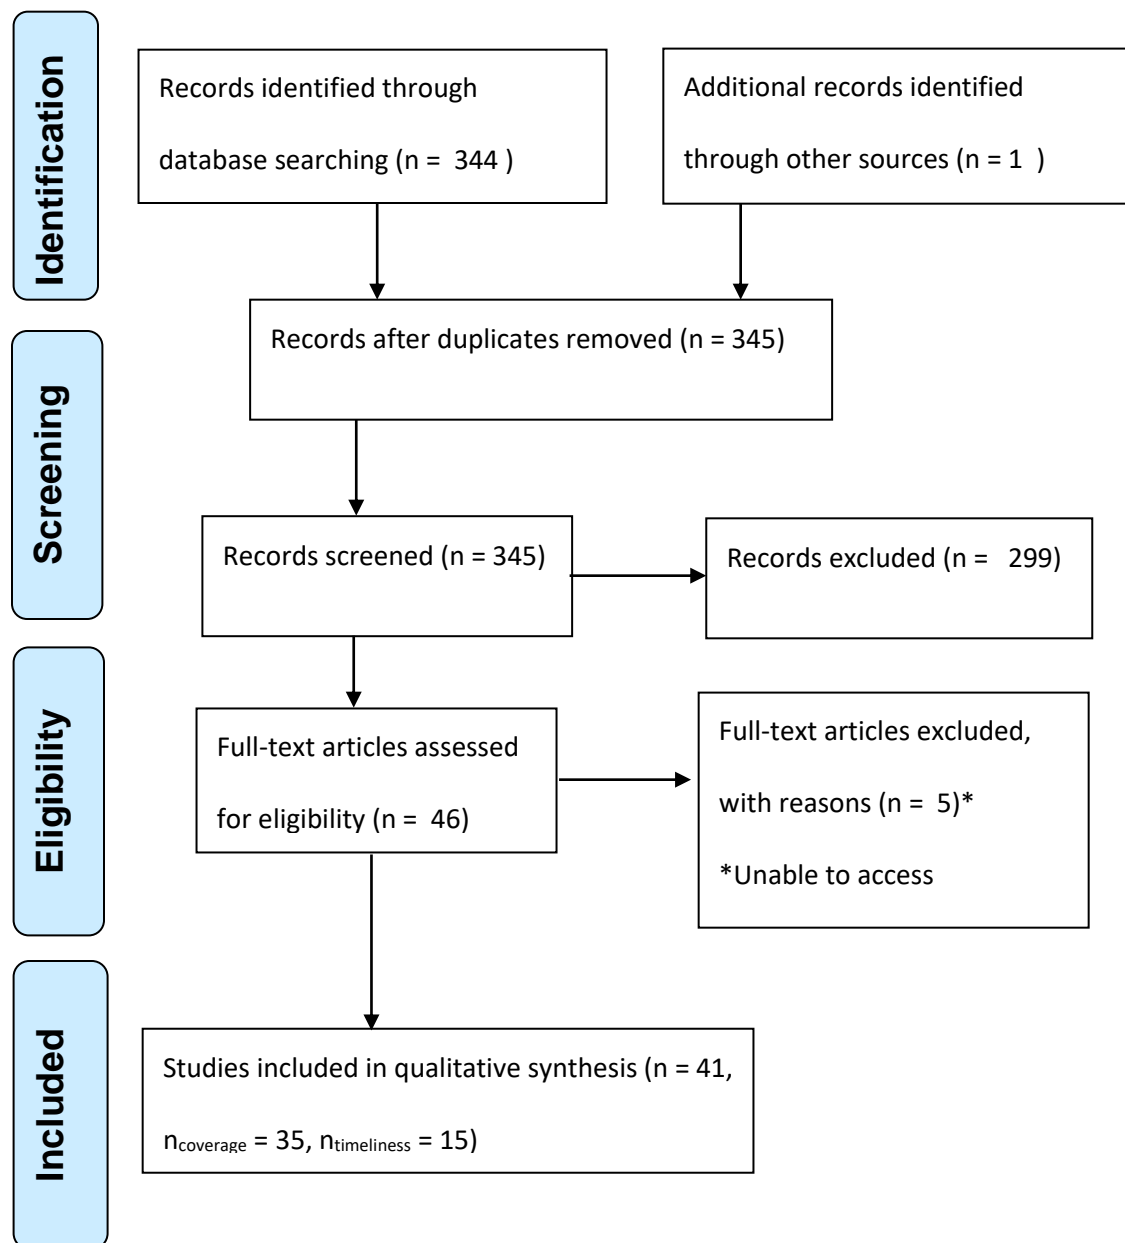 Identification
Records identified through
database searching (n = 344 )
Additional records identified
through other sources (n = 1 )
Records after duplicates removed (n = 345)
Screening
Records screened (n = 345)
Records excluded (n = 299)
Eligibility
Full-text articles assessed
for eligibility (n = 46)
Full-text articles excluded,
with reasons (n = 5)*
*Unable to access
Included
Studies included in qualitative synthesis (n = 41,
ncoverage = 35, ntimeliness = 15)